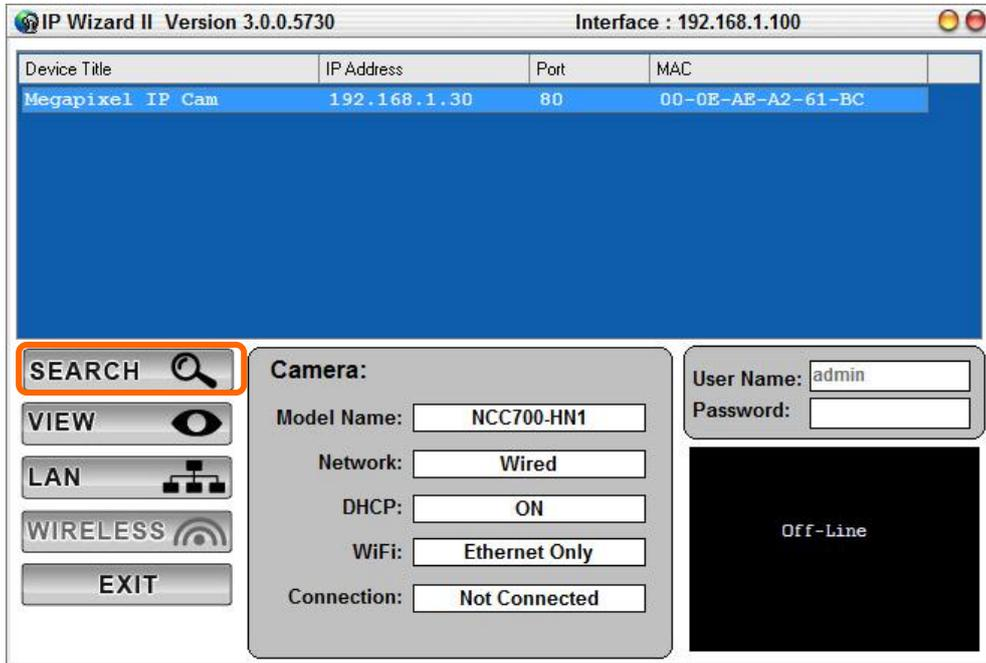 IP Wizard II Version 3.0.0.5730 Interface : 192.168.1.100
Device Title IP Address Port MAC
Megapixel IP Cam 192.168.1.30 80 00-0E-AE-A2-61-BC
SEARCH
VIEW
LAN
WIRELESS
EXIT
Camera:
Model Name: NCC700-HN1
Network: Wired
DHCP: ON
WiFi: Ethernet Only
Connection: Not Connected
User Name: admin
Password:
Off-Line